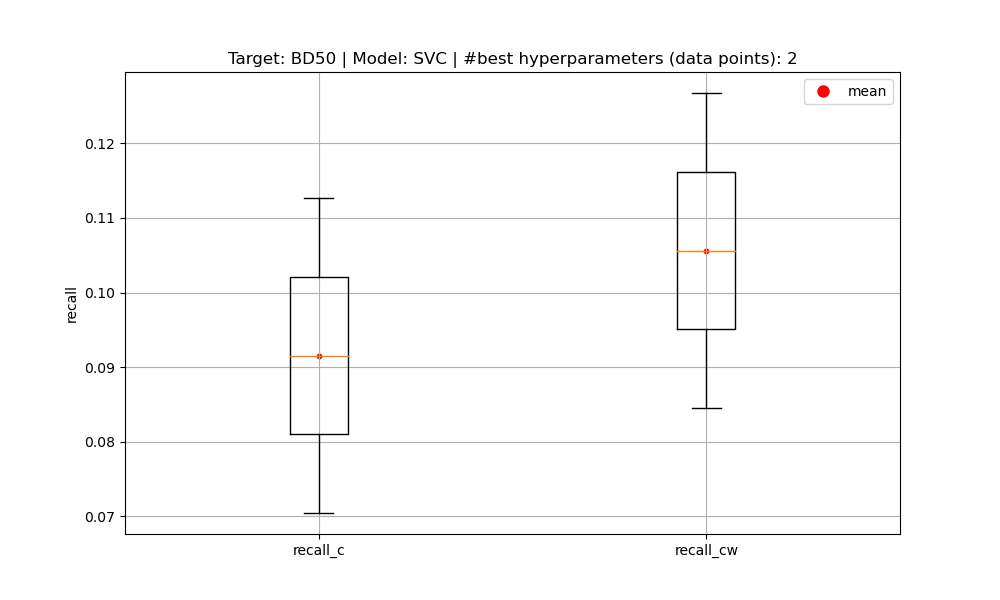 Target: BD50 | Model: SVC | #best hyperparameters (data points): 2
mean
0.12
0.11
0.10
0.09
0.08
0.07
recall
recall_c
recall_cw